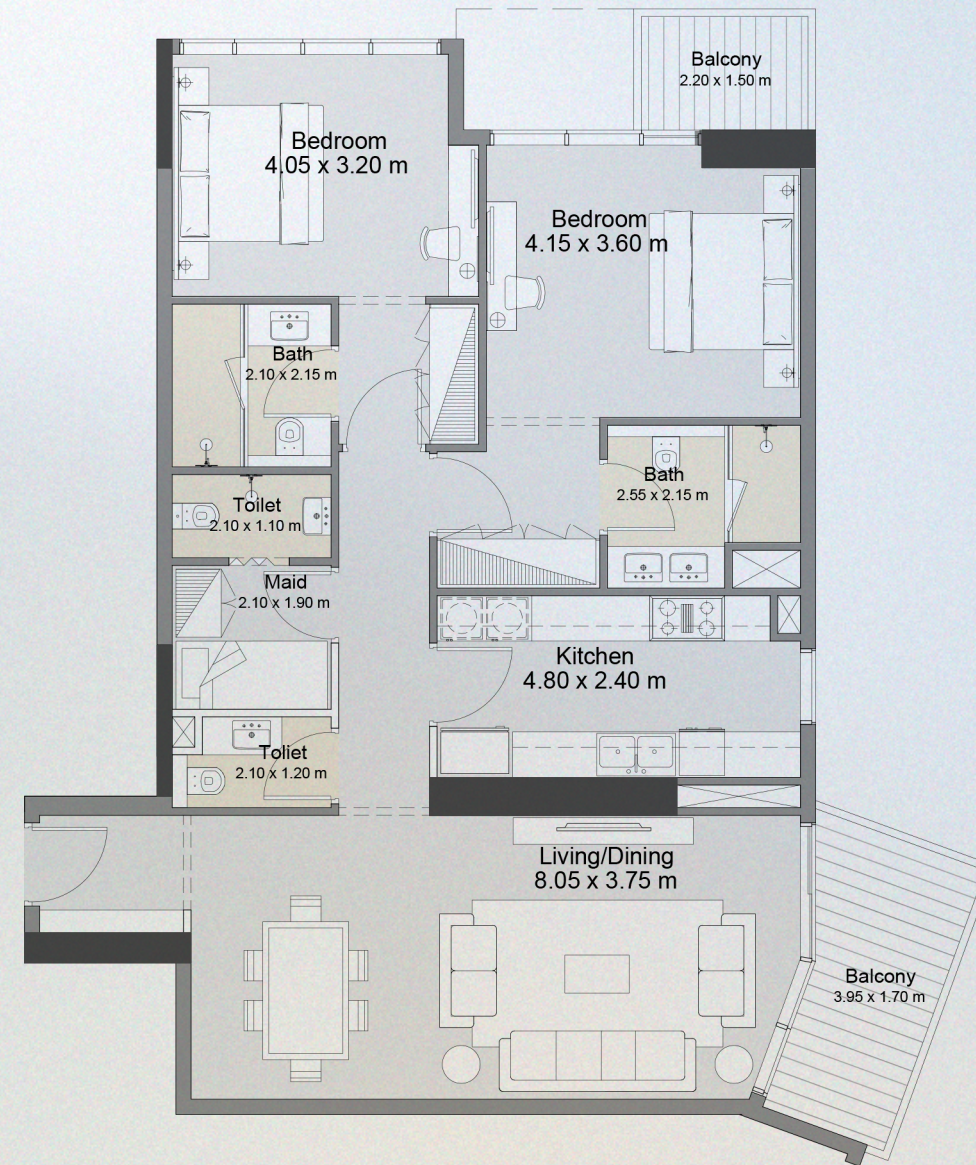 Balcony
2.20 x 1.50 m
Bedroom
4.05 x 3.20 m
Bedroom
4.15 x 3.60 m
Bath
2.10 x 2.15 m
Bath
2.55 x 2.15 m
Toilet
2.10 x 1.10 m
Maid
2.10 x 1.90 m
Kitchen
4.80 x 2.40 m
Toliet
2.10 x 1.20 m
Living/Dining
8.05 x 3.75 m
Balcony
3.95 x 1.70 m